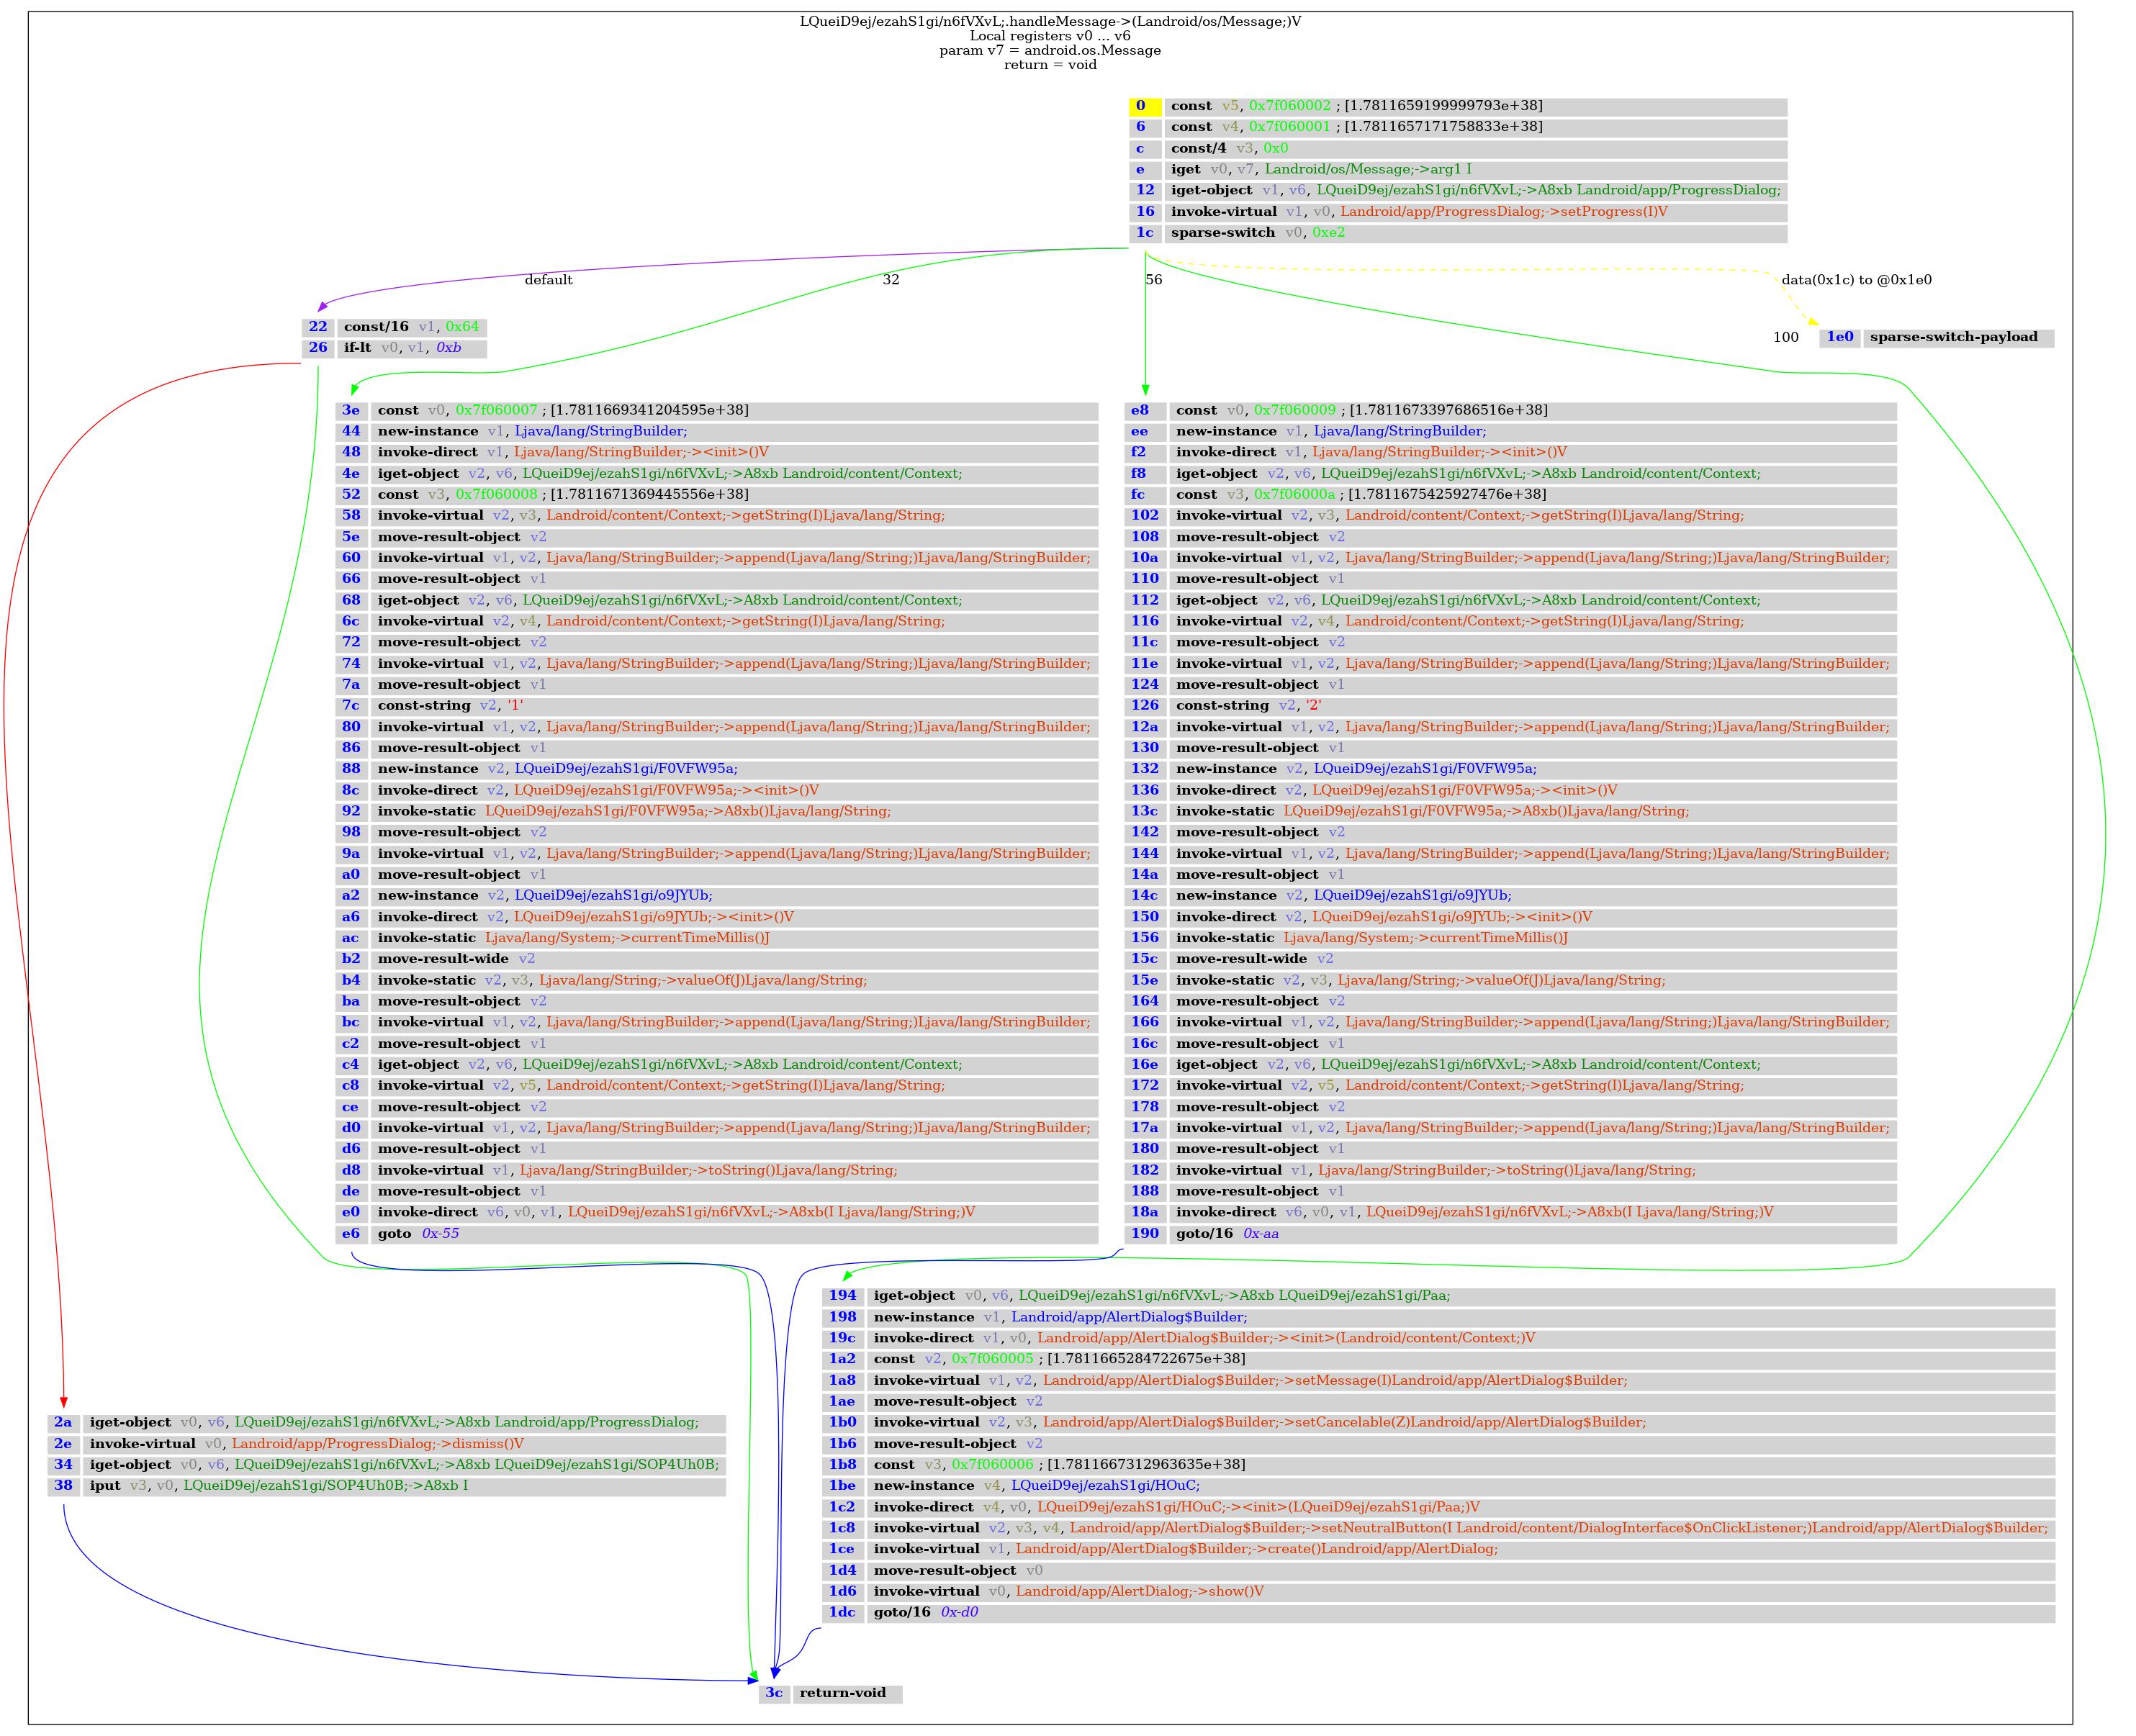 LQueiD9ej/ezahS1gi/n6fVXvL;.handleMessage->(Landroid/os/Message;)V
Local registers v0 ... v6
param v7 = android.os.Message
return = void
0 const v5, 0x7f060002 ; [1.7811659199999793e+38]
6 const v4, 0x7f060001 ; [1.7811657171758833e+38]
c const/4 v3, 0x0
e iget v0, v7, Landroid/os/Message;->arg1 I
12 iget-object v1, v6, LQueiD9ej/ezahS1gi/n6fVXvL;->A8xb Landroid/app/ProgressDialog;
16 invoke-virtual v1, v0, Landroid/app/ProgressDialog;->setProgress(I)V
1c sparse-switch v0, 0xe2
default
32
56
data(0x1c) to @0x1e0
100
22 const/16 v1, 0x64
26 if-lt v0, v1, 0xb
1e0 sparse-switch-payload
3e const v0, 0x7f060007 ; [1.7811669341204595e+38]
44 new-instance v1, Ljava/lang/StringBuilder;
48 invoke-direct v1, Ljava/lang/StringBuilder;-><init>()V
4e iget-object v2, v6, LQueiD9ej/ezahS1gi/n6fVXvL;->A8xb Landroid/content/Context;
52 const v3, 0x7f060008 ; [1.7811671369445556e+38]
58 invoke-virtual v2, v3, Landroid/content/Context;->getString(I)Ljava/lang/String;
5e move-result-object v2
60 invoke-virtual v1, v2, Ljava/lang/StringBuilder;->append(Ljava/lang/String;)Ljava/lang/StringBuilder;
66 move-result-object v1
68 iget-object v2, v6, LQueiD9ej/ezahS1gi/n6fVXvL;->A8xb Landroid/content/Context;
6c invoke-virtual v2, v4, Landroid/content/Context;->getString(I)Ljava/lang/String;
72 move-result-object v2
74 invoke-virtual v1, v2, Ljava/lang/StringBuilder;->append(Ljava/lang/String;)Ljava/lang/StringBuilder;
7a move-result-object v1
7c const-string v2, '1'
80 invoke-virtual v1, v2, Ljava/lang/StringBuilder;->append(Ljava/lang/String;)Ljava/lang/StringBuilder;
86 move-result-object v1
88 new-instance v2, LQueiD9ej/ezahS1gi/F0VFW95a;
8c invoke-direct v2, LQueiD9ej/ezahS1gi/F0VFW95a;-><init>()V
92 invoke-static LQueiD9ej/ezahS1gi/F0VFW95a;->A8xb()Ljava/lang/String;
98 move-result-object v2
9a invoke-virtual v1, v2, Ljava/lang/StringBuilder;->append(Ljava/lang/String;)Ljava/lang/StringBuilder;
a0 move-result-object v1
a2 new-instance v2, LQueiD9ej/ezahS1gi/o9JYUb;
a6 invoke-direct v2, LQueiD9ej/ezahS1gi/o9JYUb;-><init>()V
ac invoke-static Ljava/lang/System;->currentTimeMillis()J
b2 move-result-wide v2
b4 invoke-static v2, v3, Ljava/lang/String;->valueOf(J)Ljava/lang/String;
ba move-result-object v2
bc invoke-virtual v1, v2, Ljava/lang/StringBuilder;->append(Ljava/lang/String;)Ljava/lang/StringBuilder;
c2 move-result-object v1
c4 iget-object v2, v6, LQueiD9ej/ezahS1gi/n6fVXvL;->A8xb Landroid/content/Context;
c8 invoke-virtual v2, v5, Landroid/content/Context;->getString(I)Ljava/lang/String;
ce move-result-object v2
d0 invoke-virtual v1, v2, Ljava/lang/StringBuilder;->append(Ljava/lang/String;)Ljava/lang/StringBuilder;
d6 move-result-object v1
d8 invoke-virtual v1, Ljava/lang/StringBuilder;->toString()Ljava/lang/String;
de move-result-object v1
e0 invoke-direct v6, v0, v1, LQueiD9ej/ezahS1gi/n6fVXvL;->A8xb(I Ljava/lang/String;)V
e6 goto 0x-55
e8 const v0, 0x7f060009 ; [1.7811673397686516e+38]
ee new-instance v1, Ljava/lang/StringBuilder;
f2 invoke-direct v1, Ljava/lang/StringBuilder;-><init>()V
f8 iget-object v2, v6, LQueiD9ej/ezahS1gi/n6fVXvL;->A8xb Landroid/content/Context;
fc const v3, 0x7f06000a ; [1.7811675425927476e+38]
102 invoke-virtual v2, v3, Landroid/content/Context;->getString(I)Ljava/lang/String;
108 move-result-object v2
10a invoke-virtual v1, v2, Ljava/lang/StringBuilder;->append(Ljava/lang/String;)Ljava/lang/StringBuilder;
110 move-result-object v1
112 iget-object v2, v6, LQueiD9ej/ezahS1gi/n6fVXvL;->A8xb Landroid/content/Context;
116 invoke-virtual v2, v4, Landroid/content/Context;->getString(I)Ljava/lang/String;
11c move-result-object v2
11e invoke-virtual v1, v2, Ljava/lang/StringBuilder;->append(Ljava/lang/String;)Ljava/lang/StringBuilder;
124 move-result-object v1
126 const-string v2, '2'
12a invoke-virtual v1, v2, Ljava/lang/StringBuilder;->append(Ljava/lang/String;)Ljava/lang/StringBuilder;
130 move-result-object v1
132 new-instance v2, LQueiD9ej/ezahS1gi/F0VFW95a;
136 invoke-direct v2, LQueiD9ej/ezahS1gi/F0VFW95a;-><init>()V
13c invoke-static LQueiD9ej/ezahS1gi/F0VFW95a;->A8xb()Ljava/lang/String;
142 move-result-object v2
144 invoke-virtual v1, v2, Ljava/lang/StringBuilder;->append(Ljava/lang/String;)Ljava/lang/StringBuilder;
14a move-result-object v1
14c new-instance v2, LQueiD9ej/ezahS1gi/o9JYUb;
150 invoke-direct v2, LQueiD9ej/ezahS1gi/o9JYUb;-><init>()V
156 invoke-static Ljava/lang/System;->currentTimeMillis()J
15c move-result-wide v2
15e invoke-static v2, v3, Ljava/lang/String;->valueOf(J)Ljava/lang/String;
164 move-result-object v2
166 invoke-virtual v1, v2, Ljava/lang/StringBuilder;->append(Ljava/lang/String;)Ljava/lang/StringBuilder;
16c move-result-object v1
16e iget-object v2, v6, LQueiD9ej/ezahS1gi/n6fVXvL;->A8xb Landroid/content/Context;
172 invoke-virtual v2, v5, Landroid/content/Context;->getString(I)Ljava/lang/String;
178 move-result-object v2
17a invoke-virtual v1, v2, Ljava/lang/StringBuilder;->append(Ljava/lang/String;)Ljava/lang/StringBuilder;
180 move-result-object v1
182 invoke-virtual v1, Ljava/lang/StringBuilder;->toString()Ljava/lang/String;
188 move-result-object v1
18a invoke-direct v6, v0, v1, LQueiD9ej/ezahS1gi/n6fVXvL;->A8xb(I Ljava/lang/String;)V
190 goto/16 0x-aa
194 iget-object v0, v6, LQueiD9ej/ezahS1gi/n6fVXvL;->A8xb LQueiD9ej/ezahS1gi/Paa;
198 new-instance v1, Landroid/app/AlertDialog$Builder;
19c invoke-direct v1, v0, Landroid/app/AlertDialog$Builder;-><init>(Landroid/content/Context;)V
1a2 const v2, 0x7f060005 ; [1.7811665284722675e+38]
1a8 invoke-virtual v1, v2, Landroid/app/AlertDialog$Builder;->setMessage(I)Landroid/app/AlertDialog$Builder;
1ae move-result-object v2
1b0 invoke-virtual v2, v3, Landroid/app/AlertDialog$Builder;->setCancelable(Z)Landroid/app/AlertDialog$Builder;
1b6 move-result-object v2
1b8 const v3, 0x7f060006 ; [1.7811667312963635e+38]
1be new-instance v4, LQueiD9ej/ezahS1gi/HOuC;
1c2 invoke-direct v4, v0, LQueiD9ej/ezahS1gi/HOuC;-><init>(LQueiD9ej/ezahS1gi/Paa;)V
1c8 invoke-virtual v2, v3, v4, Landroid/app/AlertDialog$Builder;->setNeutralButton(I Landroid/content/DialogInterface$OnClickListener;)Landroid/app/AlertDialog$Builder;
1ce invoke-virtual v1, Landroid/app/AlertDialog$Builder;->create()Landroid/app/AlertDialog;
1d4 move-result-object v0
1d6 invoke-virtual v0, Landroid/app/AlertDialog;->show()V
1dc goto/16 0x-d0
2a iget-object v0, v6, LQueiD9ej/ezahS1gi/n6fVXvL;->A8xb Landroid/app/ProgressDialog;
2e invoke-virtual v0, Landroid/app/ProgressDialog;->dismiss()V
34 iget-object v0, v6, LQueiD9ej/ezahS1gi/n6fVXvL;->A8xb LQueiD9ej/ezahS1gi/SOP4Uh0B;
38 iput v3, v0, LQueiD9ej/ezahS1gi/SOP4Uh0B;->A8xb I
3c return-void